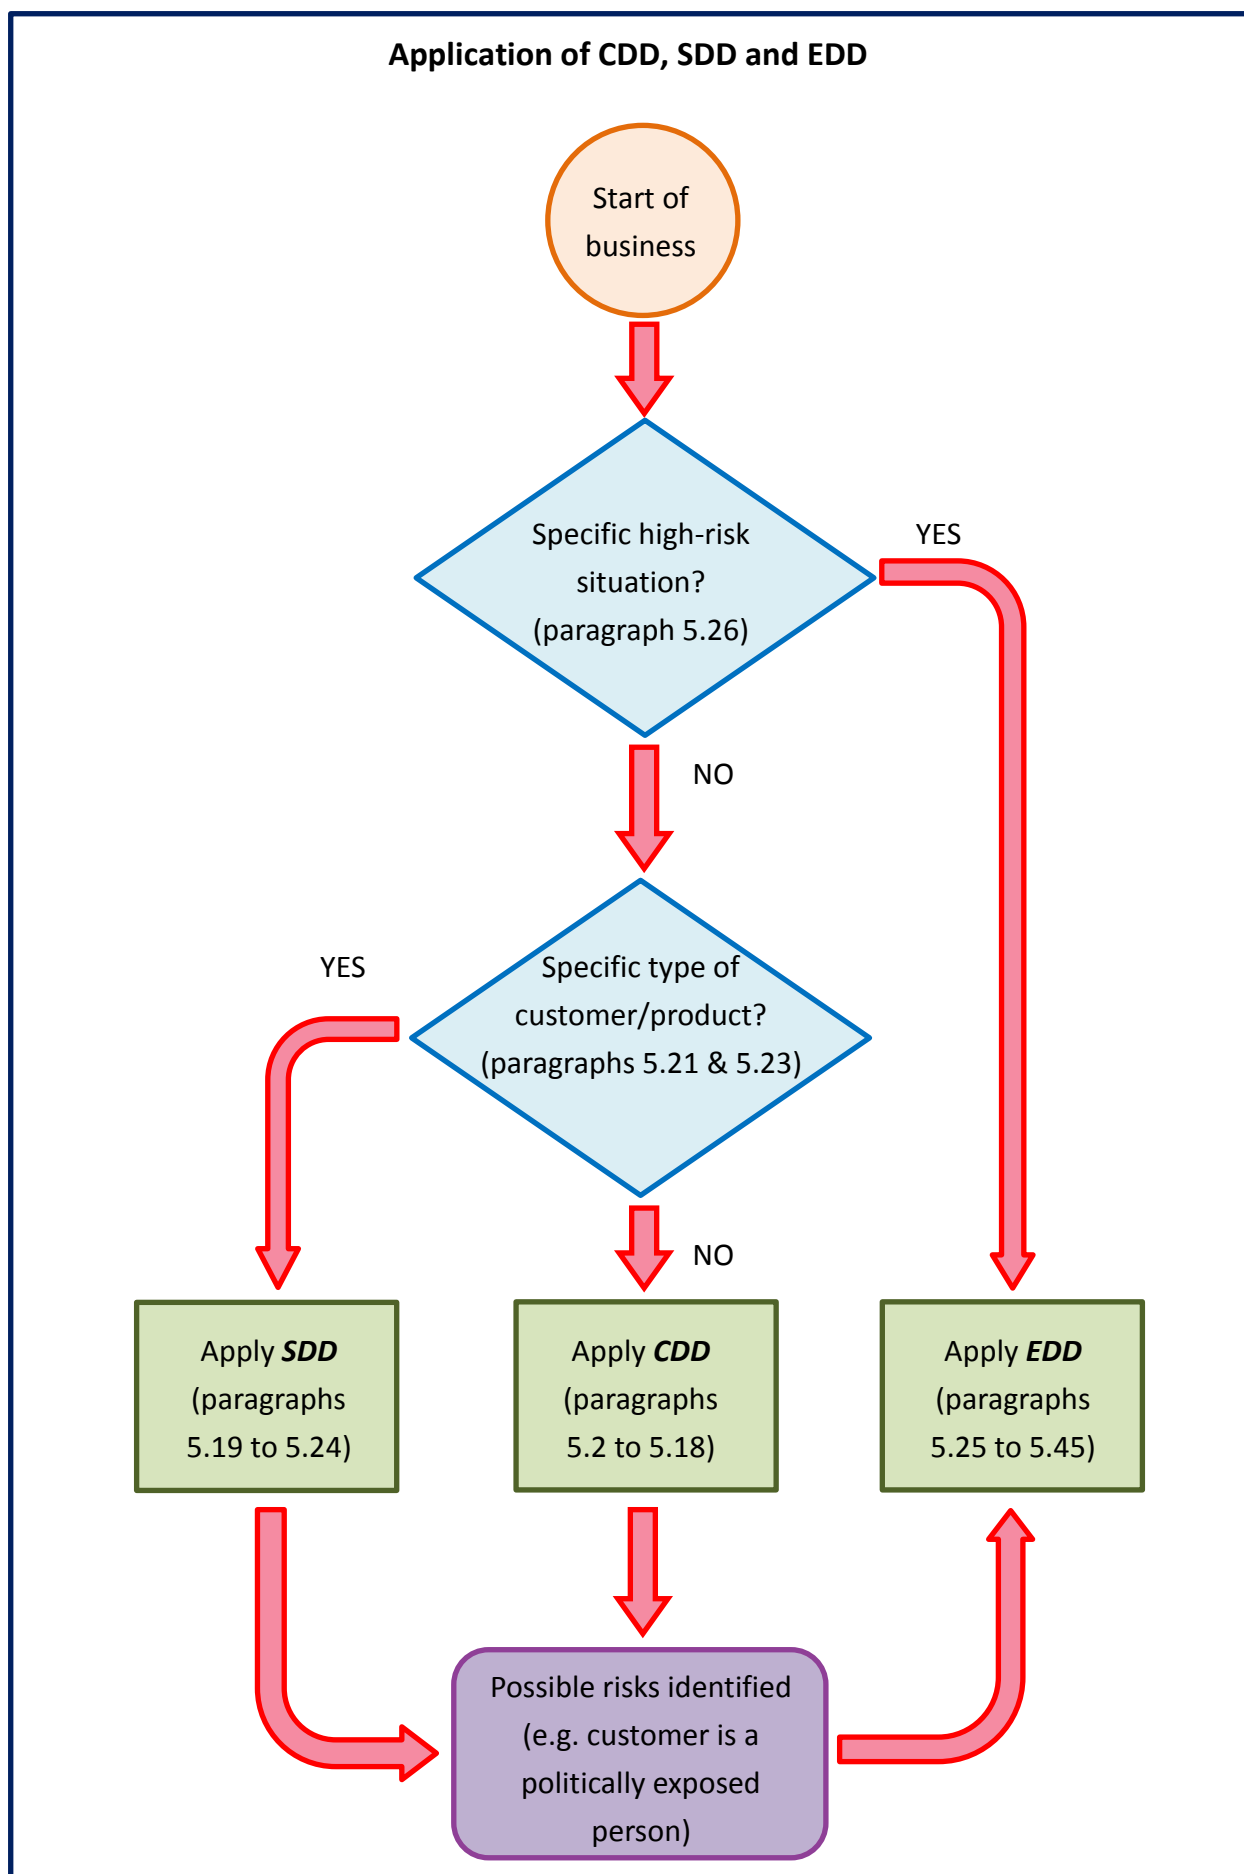 Application of CDD, SDD and EDD
Start of
business
Specific high-risk
situation?
(paragraph 5.26)
YES
NO
YES
Specific type of
customer/product?
(paragraphs 5.21 & 5.23)
NO
Apply SDD
(paragraphs
5.19 to 5.24)
Apply CDD
(paragraphs
5.2 to 5.18)
Apply EDD
(paragraphs
5.25 to 5.45)
Possible risks identified
(e.g. customer is a
politically exposed
person)